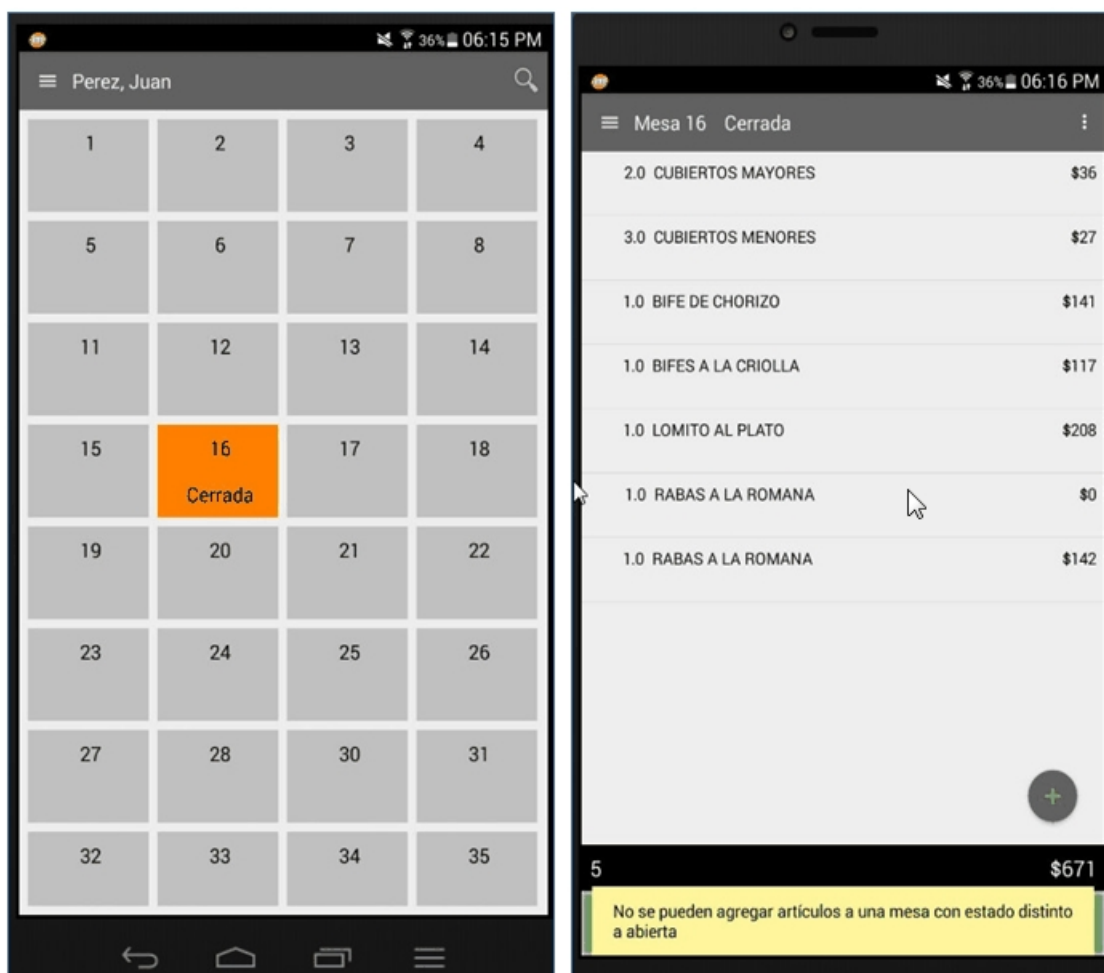 36% 06:15 PM
Perez, Juan
1 2 3 4
5 6 7 8
11 12 13 14
15 16 17 18
Cerrada
19 20 21 22
23 24 25 26
27 28 30 31
32 33 34 35
36% 06:16 PM
Mesa 16 Cerrada
2.0 CUBIERTOS MAYORES $36
3.0 CUBIERTOS MENORES $27
1.0 BIFE DE CHORIZO $141
1.0 BIFES A LA CRIOLLA $117
1.0 LOMITO AL PLATO $208
1.0 RABAS A LA ROMANA $0
1.0 RABAS A LA ROMANA $142
+
5 $671
No se pueden agregar artículos a una mesa con estado distinto
a abierta